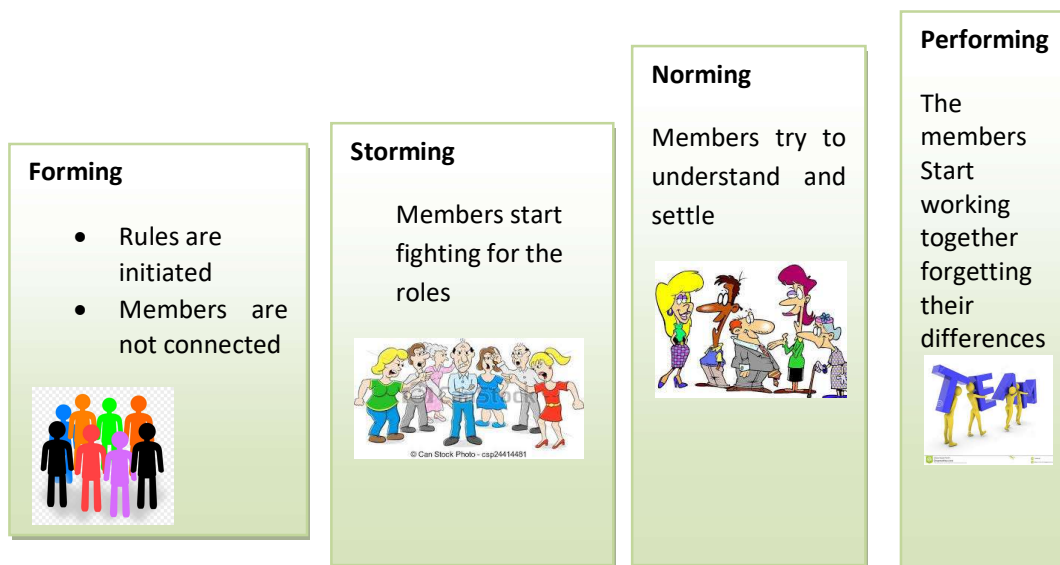 Forming
• Rules are
initiated
• Members are
not connected
Storming
Members start
fighting for the
roles
© Can Stock Photo - csp24414481
Norming
Members try to
understand and
settle
Performing
The
members
Start
working
together
forgetting
their
differences
TEAM